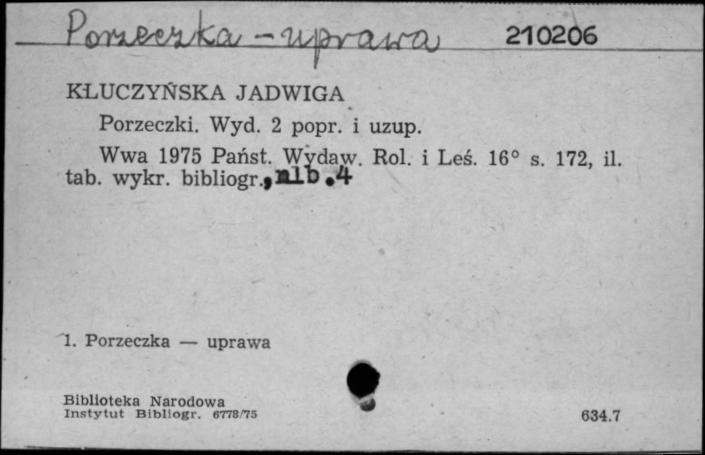 Porzeczka - uprawa 210206
KŁUCZYŃSKA JADWIGA
Porzeczki. Wyd. 2 popr. i uzup.
Wwa 1975 Państ. Wydaw. Rol. i Leś. 16° s. 172, il.
tab. wykr. bibliogr., nlb.4
1. Porzeczka — uprawa
Biblioteka Narodowa
Instytut Bibliogr. 6778/75
634.7